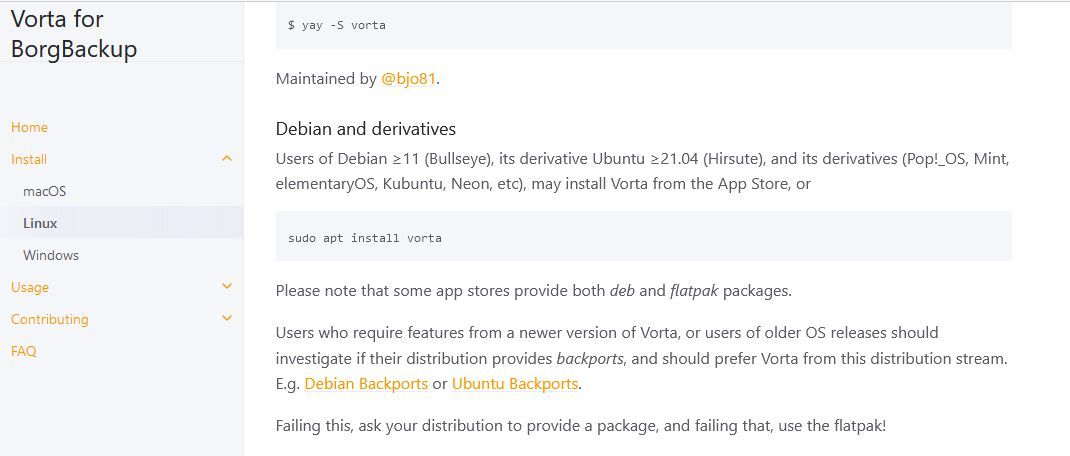 Vorta for
BorgBackup
Home
Install
macOS
Linux
Windows
Usage
Contributing
FAQ
$ yay -S vorta
Maintained by @bjo81.
Debian and derivatives
Users of Debian ≥11 (Bullseye), its derivative Ubuntu ≥21.04 (Hirsute), and its derivatives (Pop!_OS, Mint,
elementaryOS, Kubuntu, Neon, etc), may install Vorta from the App Store, or
sudo apt install vorta
Please note that some app stores provide both deb and flatpak packages.
Users who require features from a newer version of Vorta, or users of older OS releases should
investigate if their distribution provides backports, and should prefer Vorta from this distribution stream.
E.g. Debian Backports or Ubuntu Backports.
Failing this, ask your distribution to provide a package, and failing that, use the flatpak!